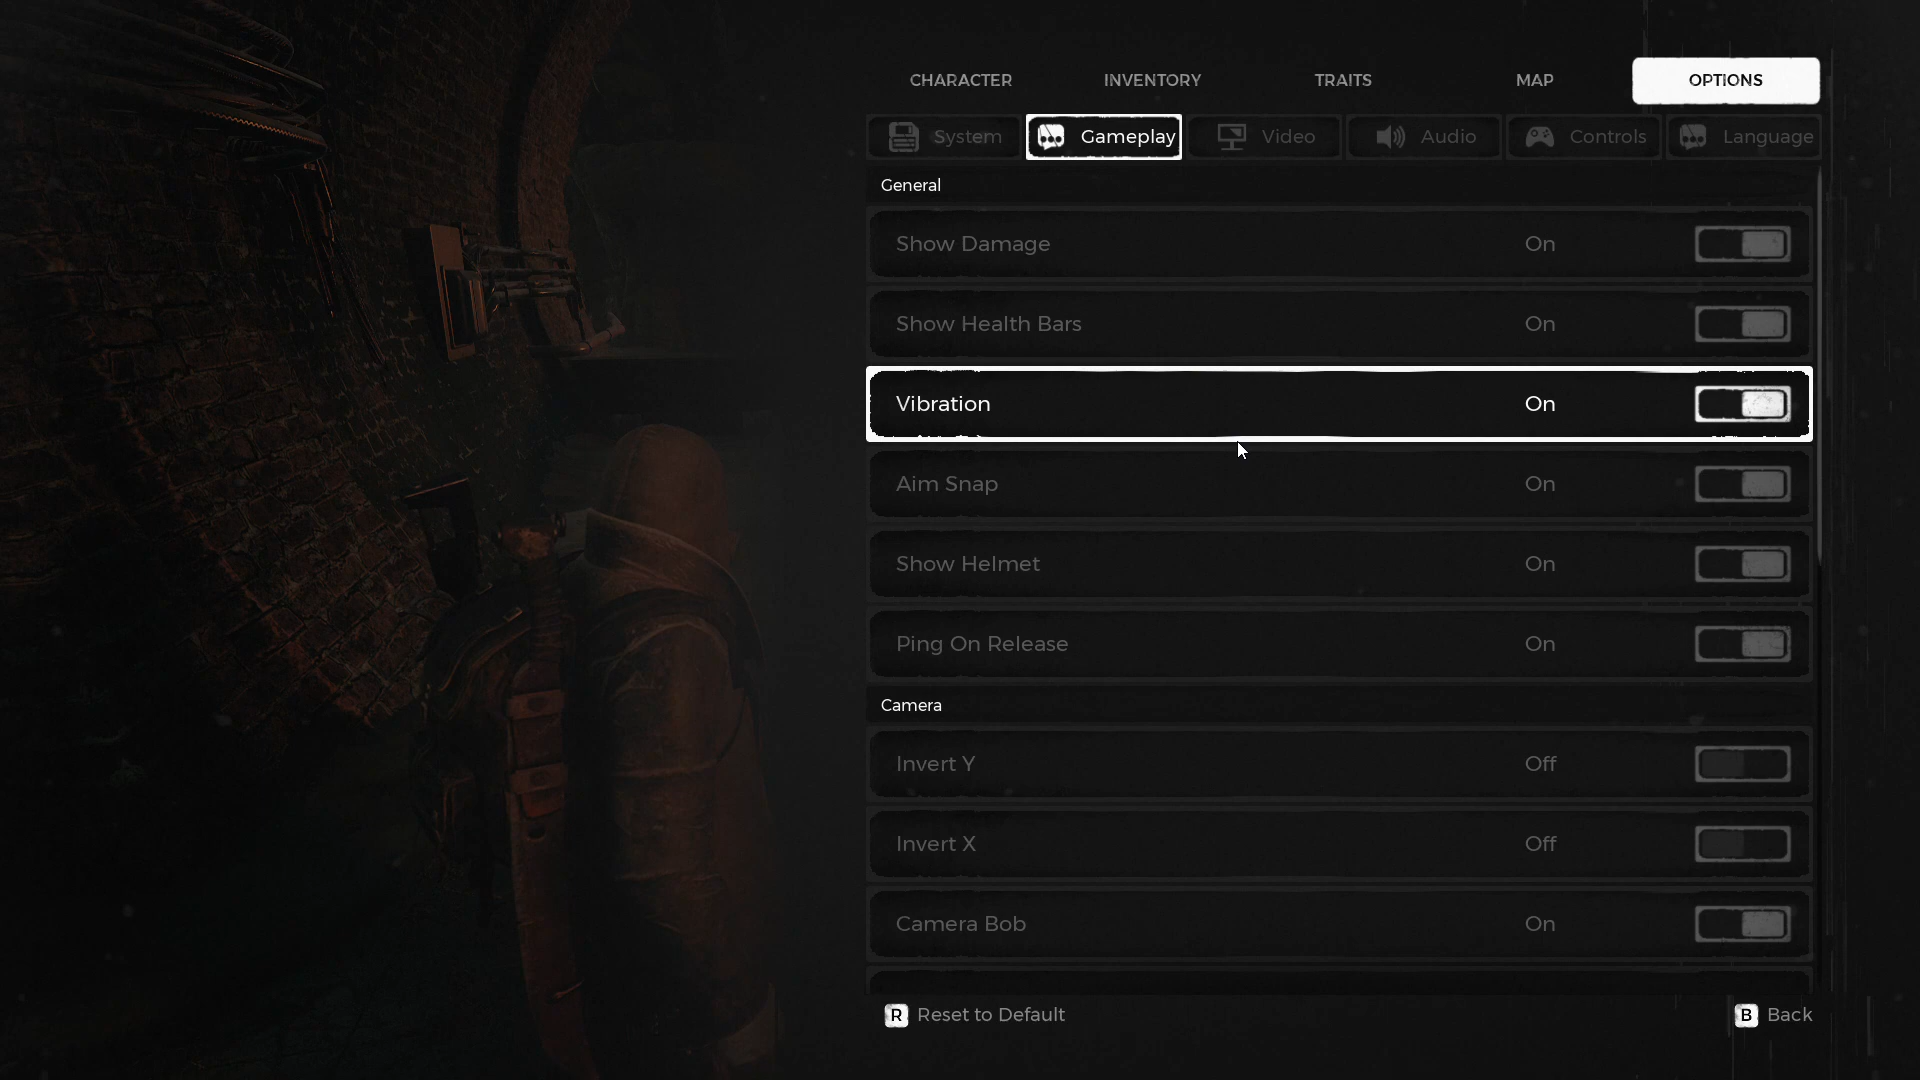 CHARACTER INVENTORY TRAITS MAP OPTIONS
System Gameplay Video Audio Controls Language
General
Show Damage On
Show Health Bars On
Vibration On
Aim Snap On
Show Helmet On
Ping On Release On
Camera
Invert Y Off
Invert X Off
Camera Bob On
R Reset to Default B Back